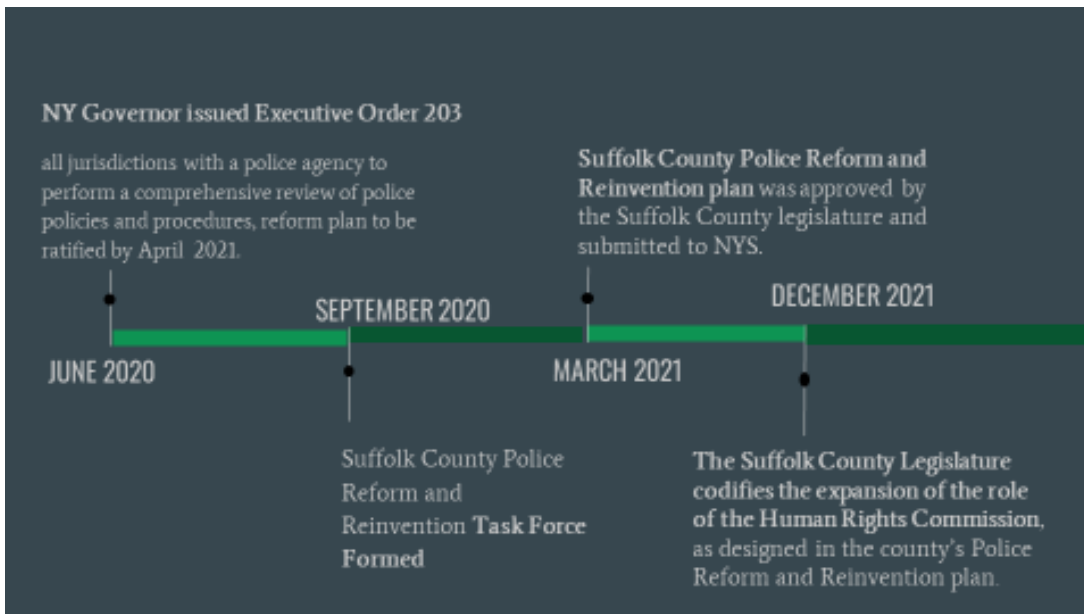 NY Governor issued Executive Order 203
all jurisdictions with a police agency to
perform a comprehensive review of police
policies and procedures, reform plan to be
ratified by April 2021.
JUNE 2020
SEPTEMBER 2020
Suffolk County Police
Reform and
Reinvention Task Force
Formed
Suffolk County Police Reform and
Reinvention plan was approved by
the Suffolk County legislature and
submitted to NYS.
MARCH 2021
DECEMBER 2021
The Suffolk County Legislature
codifies the expansion of the role
of the Human Rights Commission,
as designed in the county's Police
Reform and Reinvention plan.